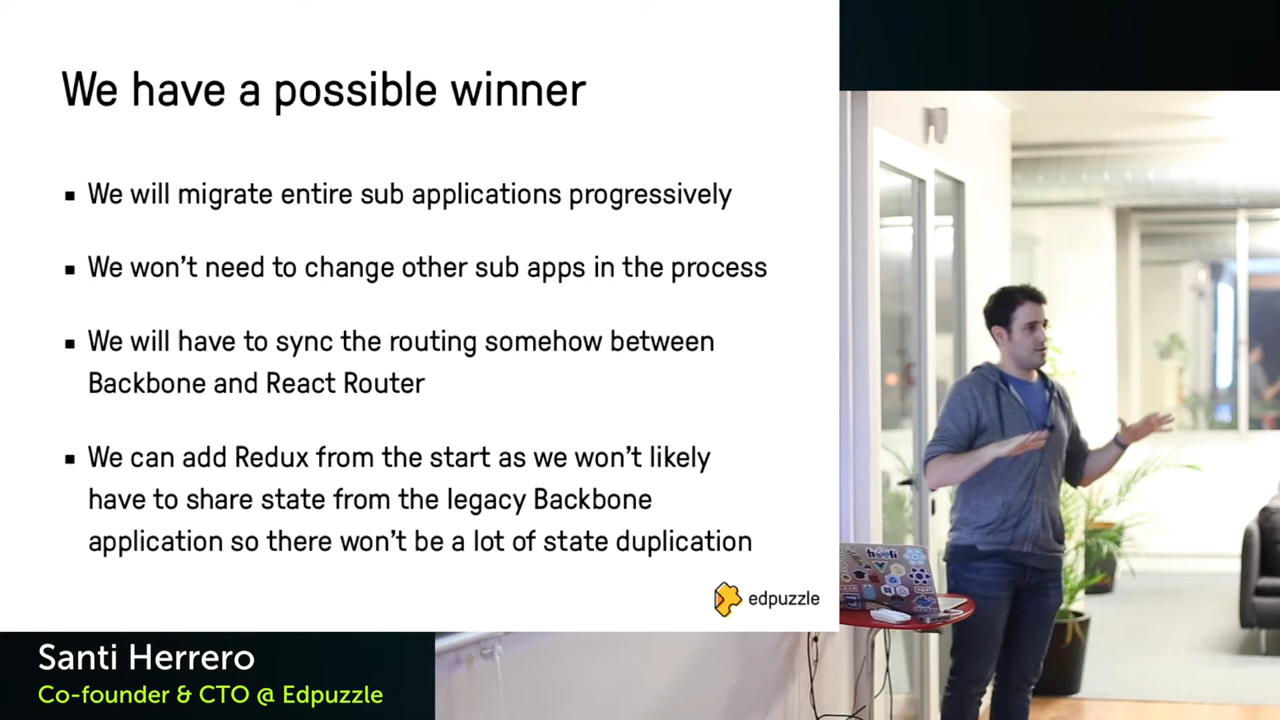 We have a possible winner
▪ We will migrate entire sub applications progressively
▪ We won't need to change other sub apps in the process
▪ We will have to sync the routing somehow between
Backbone and React Router
▪ We can add Redux from the start as we won't likely
have to share state from the legacy Backbone
application so there won't be a lot of state duplication
edpuzzle
Santi Herrero
Co-founder & CTO @ Edpuzzle